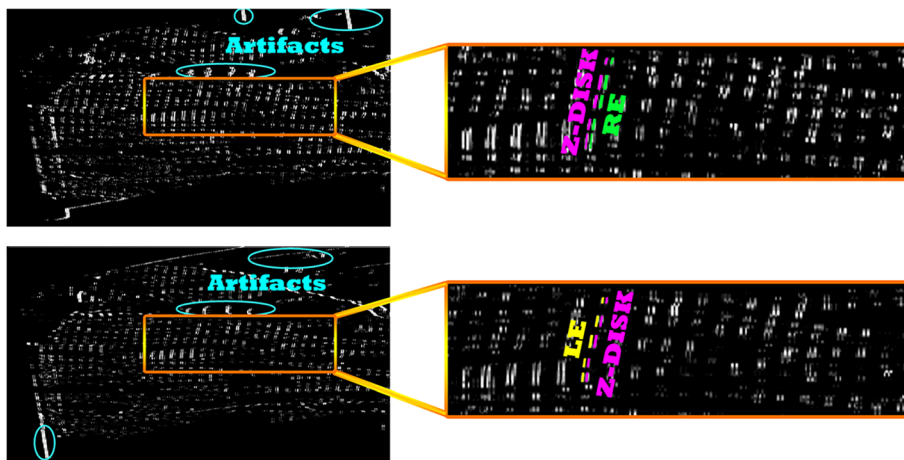 Artifacts
Z-DISK
RE
Artifacts
LE
Z-DISK